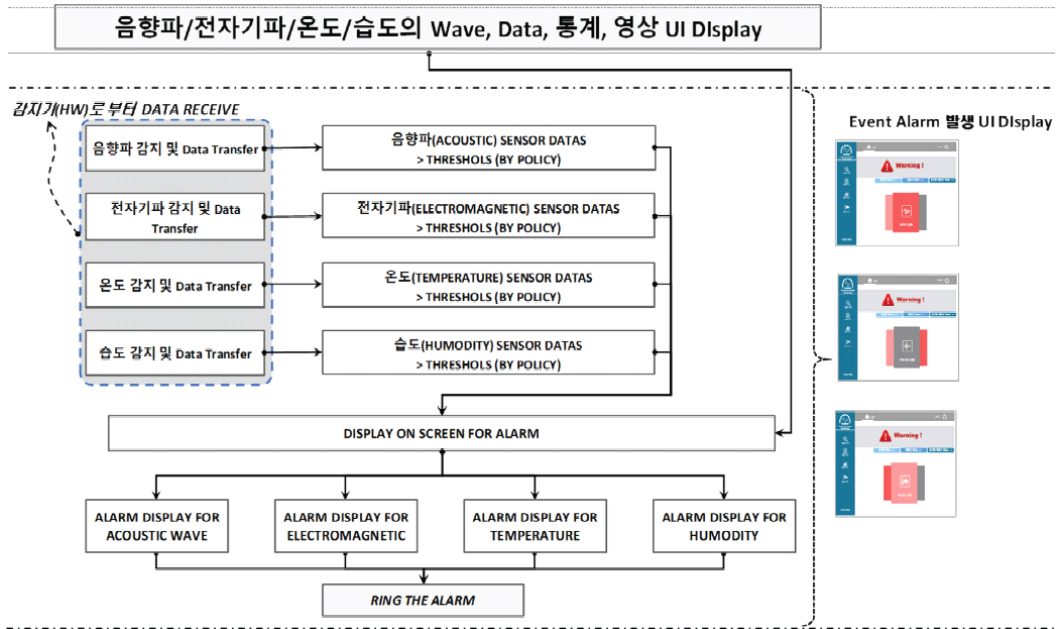 음향파/전자기파/온도/습도의 Wave, Data, 통계, 영상 UI DIsplay
감지기(HW)로 부터 DATA RECEIVE
음향파 감지 및 Data Transfer
음향파(ACOUSTIC) SENSOR DATAS
> THRESHOLS (BY POLICY)
전자기파 감지 및 Data
Transfer
전자기파(ELECTROMAGNETIC) SENSOR DATAS
> THRESHOLS (BY POLICY)
온도 감지 및 Data Transfer
온도(TEMPERATURE) SENSOR DATAS
> THRESHOLS (BY POLICY)
습도 감지 및 Data Transfer
습도(HUMODITY) SENSOR DATAS
> THRESHOLS (BY POLICY)
DISPLAY ON SCREEN FOR ALARM
ALARM DISPLAY FOR
ACOUSTIC WAVE
ALARM DISPLAY FOR
ELECTROMAGNETIC
ALARM DISPLAY FOR
TEMPERATURE
ALARM DISPLAY FOR
HUMODITY
RING THE ALARM
Event Alarm 발생 UI DIsplay
Warning !
Warning !
Warning !